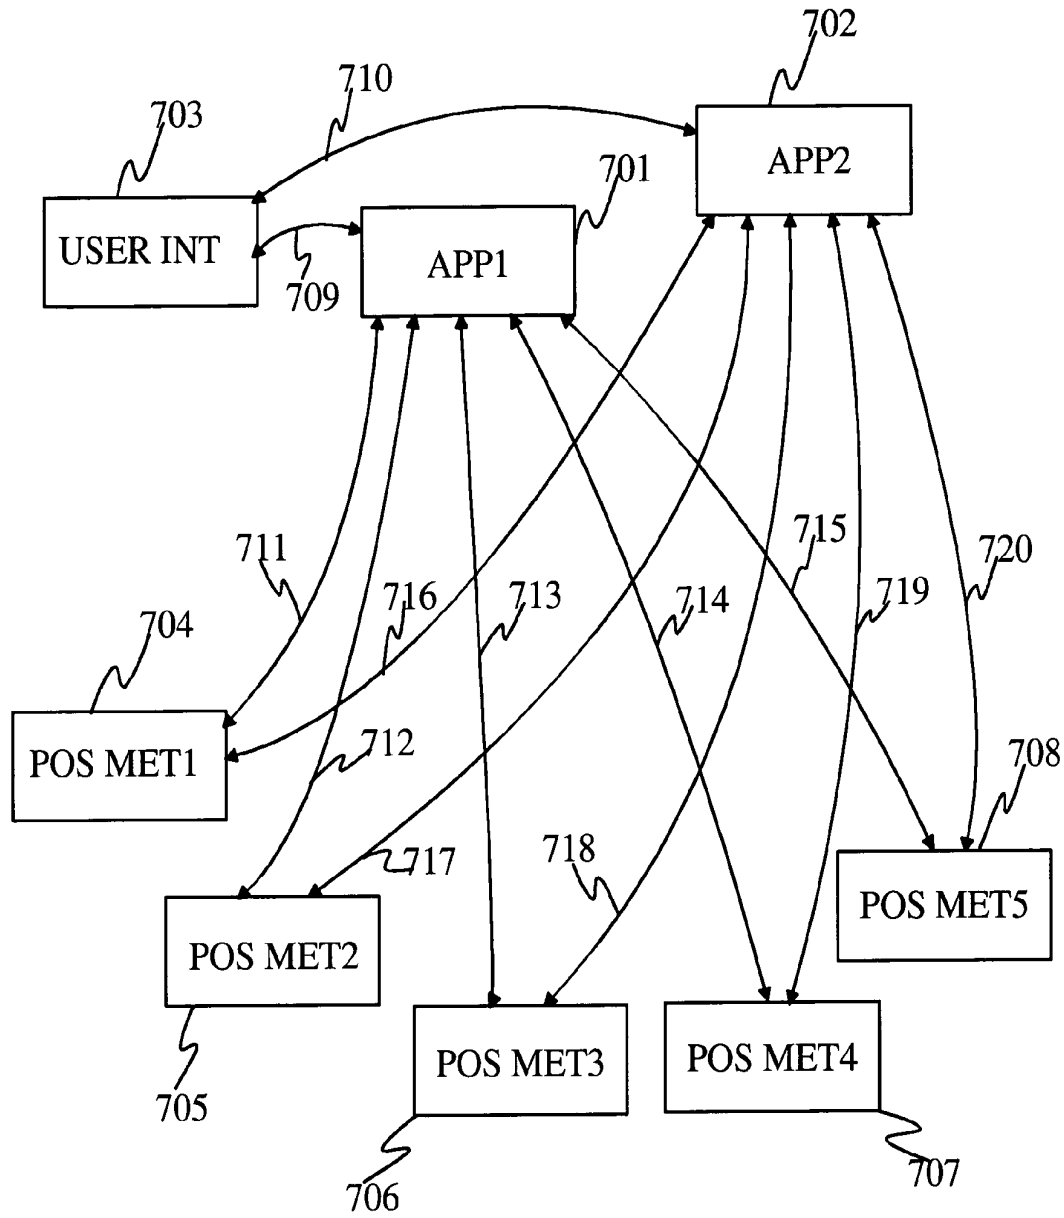 702
710
703
APP2
701
USER INT
APP1
709
711
715
720
716
713
714
719
704
712
708
POS MET1
717
718
POS MET5
POS MET2
POS MET3
POS MET4
705
706
707